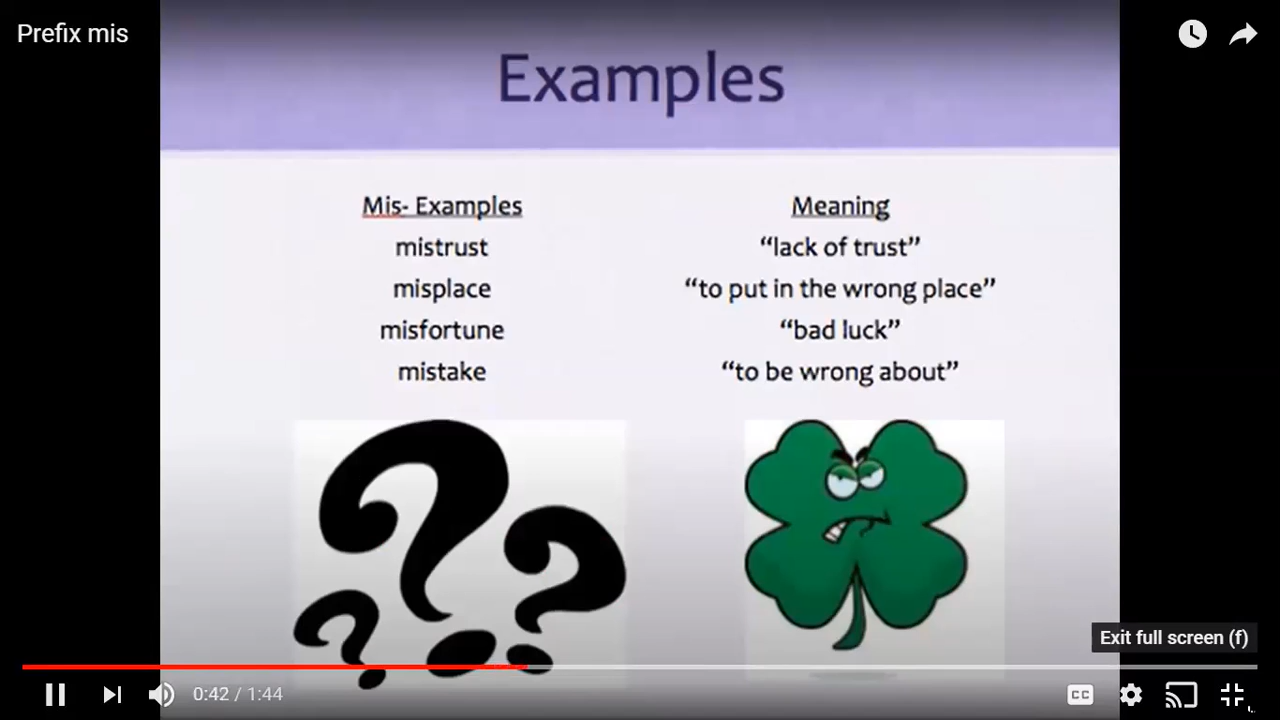 Prefix mis
Examples
Mis- Examples Meaning
mistrust “lack of trust”
misplace “to put in the wrong place”
misfortune “bad luck”
mistake “to be wrong about”
Exit full screen (f)
0:42 / 1:44
CC